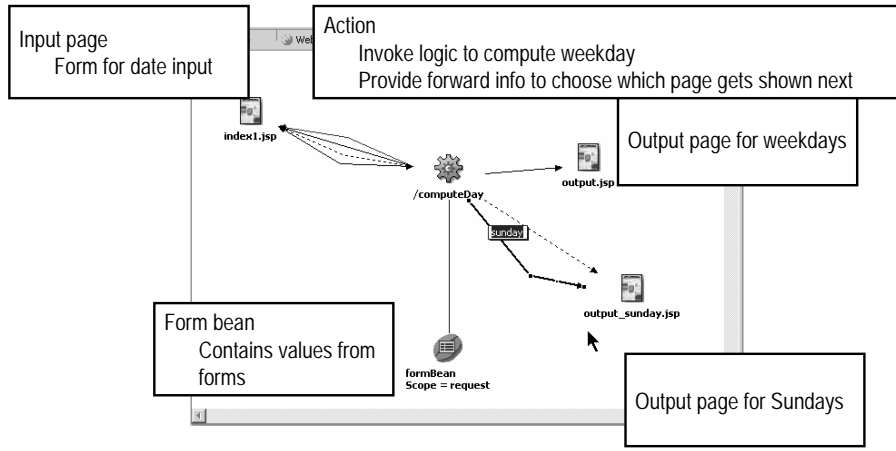 Input page
Form for date input
Action
Invoke logic to compute weekday
Provide forward info to choose which page gets shown next
Web
index1.jsp
Output page for weekdays
output.jsp
/computeDay
sunday
output_sunday.jsp
Form bean
Contains values from
forms
formBean
Scope = request
Output page for Sundays